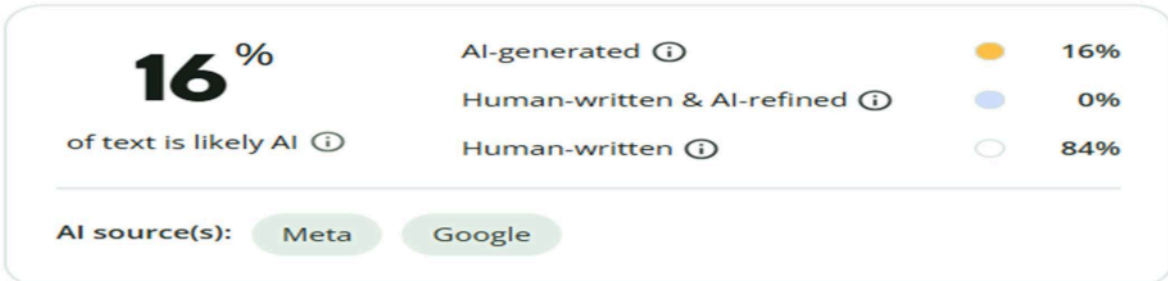 16%
of text is likely AI
AI-generated 16%
Human-written & AI-refined 0%
Human-written 84%
AI source(s): Meta Google